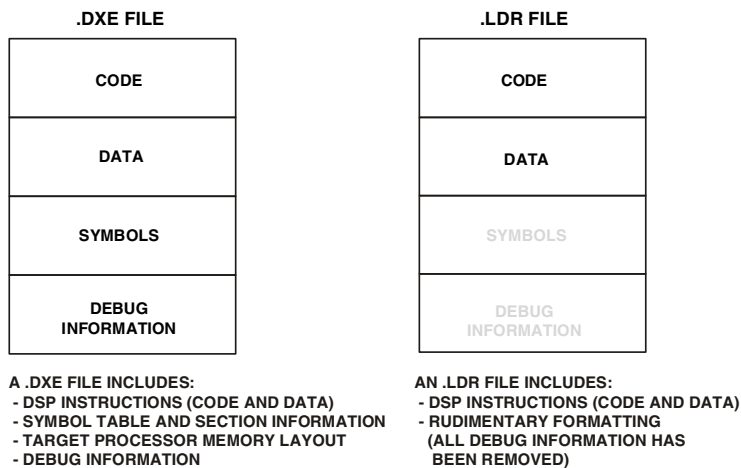 .DXE FILE
CODE
DATA
SYMBOLS
DEBUG
INFORMATION
A .DXE FILE INCLUDES:
- DSP INSTRUCTIONS (CODE AND DATA)
- SYMBOL TABLE AND SECTION INFORMATION
- TARGET PROCESSOR MEMORY LAYOUT
- DEBUG INFORMATION
.LDR FILE
CODE
DATA
SYMBOLS
DEBUG
INFORMATION
AN .LDR FILE INCLUDES:
- DSP INSTRUCTIONS (CODE AND DATA)
- RUDIMENTARY FORMATTING
(ALL DEBUG INFORMATION HAS
BEEN REMOVED)